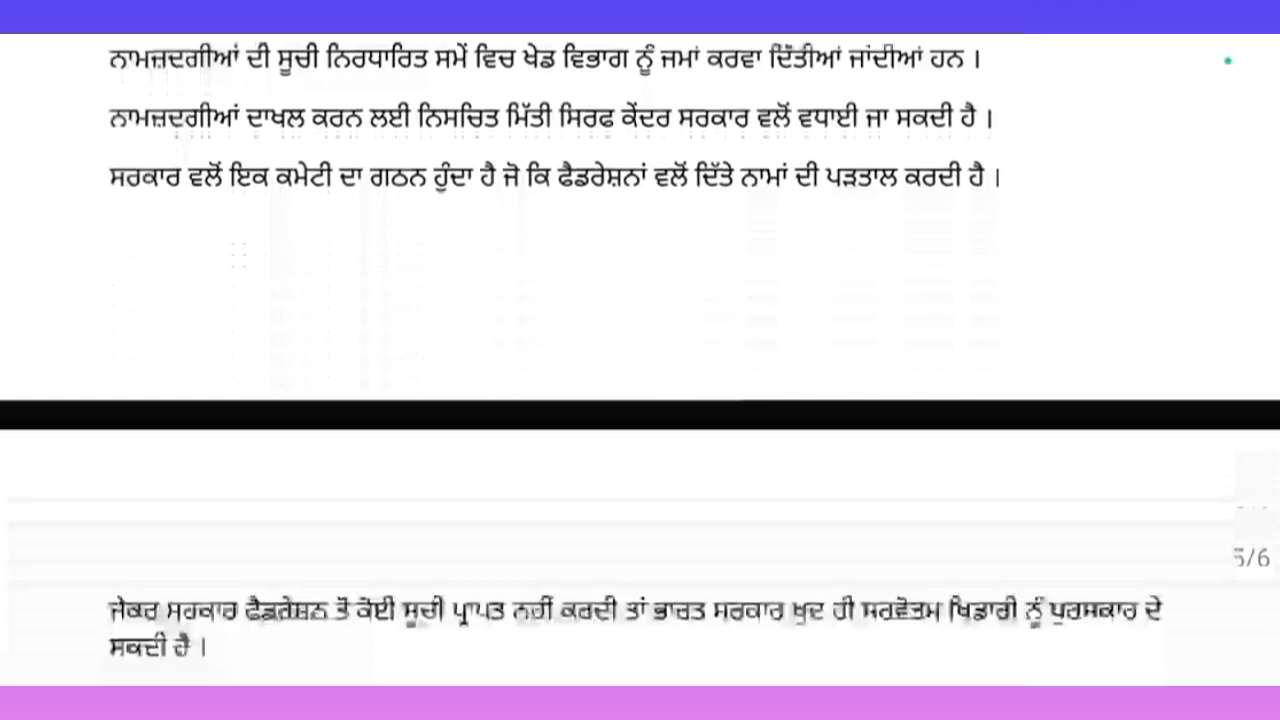 ਨਾਮਜ਼ਦਗੀਆਂ ਦੀ ਸੂਚੀ ਨਿਰਧਾਰਿਤ ਸਮੇਂ ਵਿਚ ਖੇਡ ਵਿਭਾਗ ਨੂੰ ਜਮਾਂ ਕਰਵਾ ਦਿੱਤੀਆਂ ਜਾਂਦੀਆਂ ਹਨ ।
ਨਾਮਜ਼ਦਗੀਆਂ ਦਾਖਲ ਕਰਨ ਲਈ ਨਿਸਚਿਤ ਮਿੱਤੀ ਸਿਰਫ ਕੇਂਦਰ ਸਰਕਾਰ ਵਲੋਂ ਵਧਾਈ ਜਾ ਸਕਦੀ ਹੈ ।
ਸਰਕਾਰ ਵਲੋਂ ਇਕ ਕਮੇਟੀ ਦਾ ਗਠਨ ਹੁੰਦਾ ਹੈ ਜੋ ਕਿ ਫੈਡਰੇਸ਼ਨਾਂ ਵਲੋਂ ਦਿੱਤੇ ਨਾਮਾਂ ਦੀ ਪੜਤਾਲ ਕਰਦੀ ਹੈ ।
5/6
ਜੇਕਰ ਸਰਕਾਰ ਫੈਡਰੇਸ਼ਨ ਤੋਂ ਕੋਈ ਸੂਚੀ ਪ੍ਰਾਪਤ ਨਹੀਂ ਕਰਦੀ ਤਾਂ ਭਾਰਤ ਸਰਕਾਰ ਖੁਦ ਹੀ ਸਰਵੋਤਮ ਖਿਡਾਰੀ ਨੂੰ ਪੁਰਸਕਾਰ ਦੇ
ਸਕਦੀ ਹੈ ।